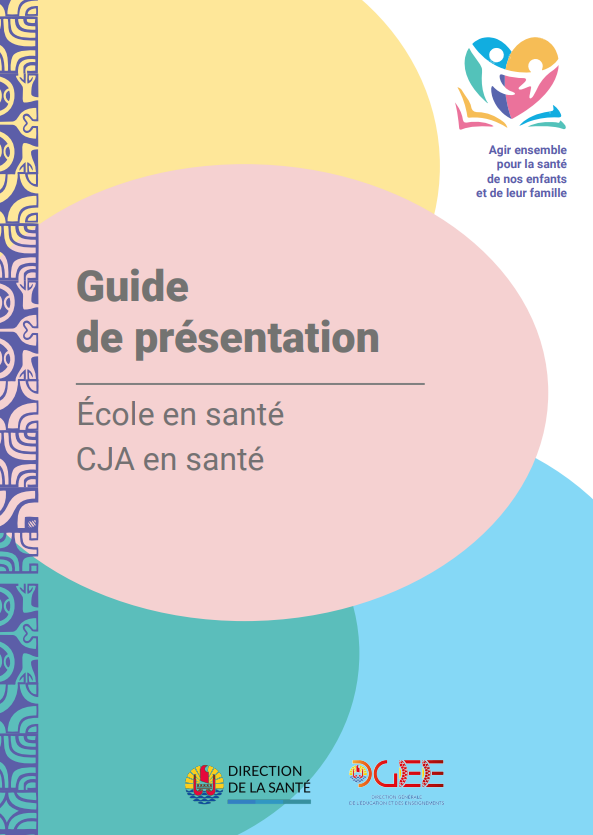 Agir ensemble
pour la santé
de nos enfants
et de leur famille
Guide
de présentation
École en santé
CJA en santé
DIRECTION
DE LA SANTÉ
DGEE
DIRECTION GÉNÉRALE
DE L'ÉDUCATION ET DES ENSEIGNEMENTS